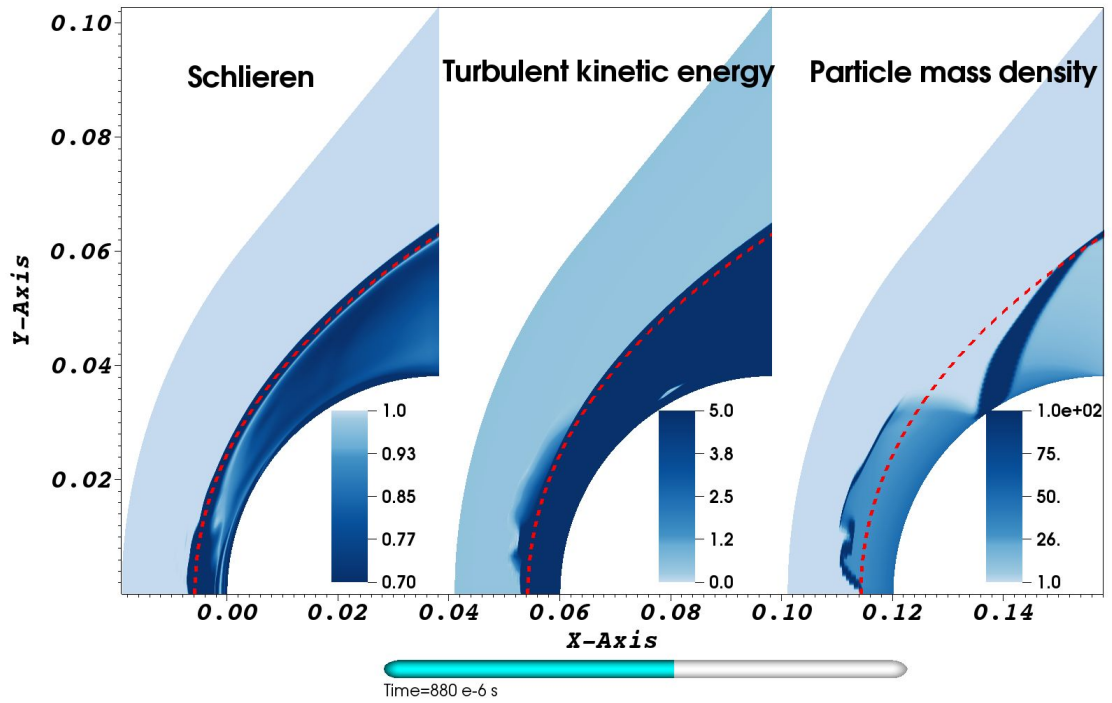 0.10
Schlieren
Turbulent kinetic energy
Particle mass density
0.08
0.06
Y-Axis
0.04
0.02
1.0
0.93
0.85
0.77
0.70
5.0
3.8
2.5
1.2
0.0
1.0e+02
75.
50.
26.
1.0
0.00 0.02 0.04 0.06 0.08 0.10 0.12 0.14
X-Axis
Time=880 e-6 s